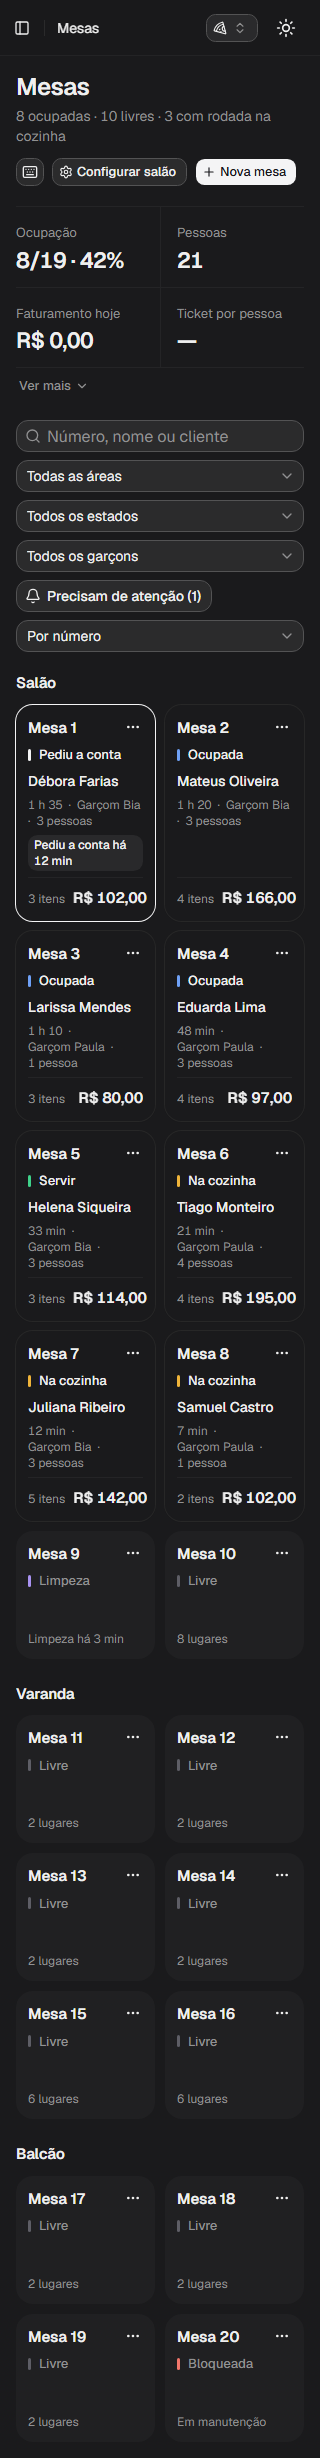 Mesas
Mesas
8 ocupadas · 10 livres · 3 com rodada na
cozinha
Configurar salão
Nova mesa
Ocupação
Pessoas
8/19 · 42%
21
Faturamento hoje
Ticket por pessoa
R$ 0,00
—
Ver mais
Número, nome ou cliente
Todas as áreas
Todos os estados
Todos os garçons
Precisam de atenção (1)
Por número
Salão
Mesa 1
Pediu a conta
Débora Farias
1 h 35 · Garçom Bia
· 3 pessoas
Pediu a conta há
12 min
3 itens R$ 102,00
Mesa 2
Ocupada
Mateus Oliveira
1 h 20 · Garçom Bia
· 3 pessoas
4 itens R$ 166,00
Mesa 3
Ocupada
Larissa Mendes
1 h 10 ·
Garçom Paula ·
1 pessoa
3 itens R$ 80,00
Mesa 4
Ocupada
Eduarda Lima
48 min ·
Garçom Paula ·
3 pessoas
4 itens R$ 97,00
Mesa 5
Servir
Helena Siqueira
33 min ·
Garçom Bia ·
3 pessoas
3 itens R$ 114,00
Mesa 6
Na cozinha
Tiago Monteiro
21 min ·
Garçom Paula ·
4 pessoas
4 itens R$ 195,00
Mesa 7
Na cozinha
Juliana Ribeiro
12 min ·
Garçom Bia ·
3 pessoas
5 itens R$ 142,00
Mesa 8
Na cozinha
Samuel Castro
7 min ·
Garçom Paula ·
1 pessoa
2 itens R$ 102,00
Mesa 9
Limpeza
Limpeza há 3 min
Mesa 10
Livre
8 lugares
Varanda
Mesa 11
Livre
2 lugares
Mesa 12
Livre
2 lugares
Mesa 13
Livre
2 lugares
Mesa 14
Livre
2 lugares
Mesa 15
Livre
6 lugares
Mesa 16
Livre
6 lugares
Balcão
Mesa 17
Livre
2 lugares
Mesa 18
Livre
2 lugares
Mesa 19
Livre
2 lugares
Mesa 20
Bloqueada
Em manutenção